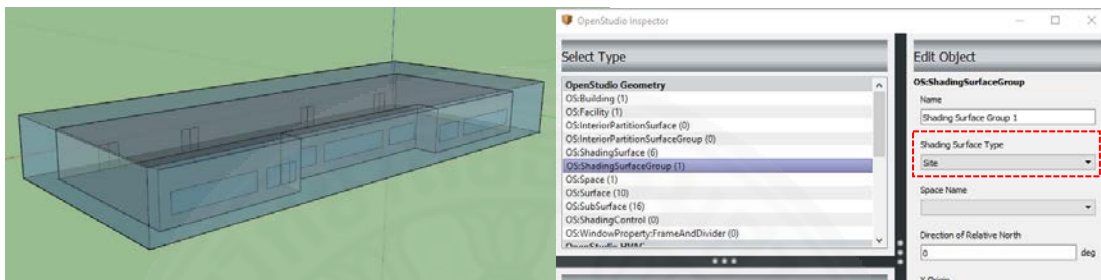 OpenStudio Inspector
Select Type
OpenStudio Geometry
OS:Building (1)
OS:Facility (1)
OS:InteriorPartitionSurface (0)
OS:InteriorPartitionSurfaceGroup (0)
OS:ShadingSurface (6)
OS:ShadingSurfaceGroup (1)
OS:Space (1)
OS:Surface (10)
OS:SubSurface (16)
OS:ShadingControl (0)
OS:WindowProperty:FrameAndDivider (0)
OpenStudio HVAC
Edit Object
OS:ShadingSurfaceGroup
Name
Shading Surface Group 1
Shading Surface Type
Site
Space Name
Direction of Relative North
0 deg
X Origin